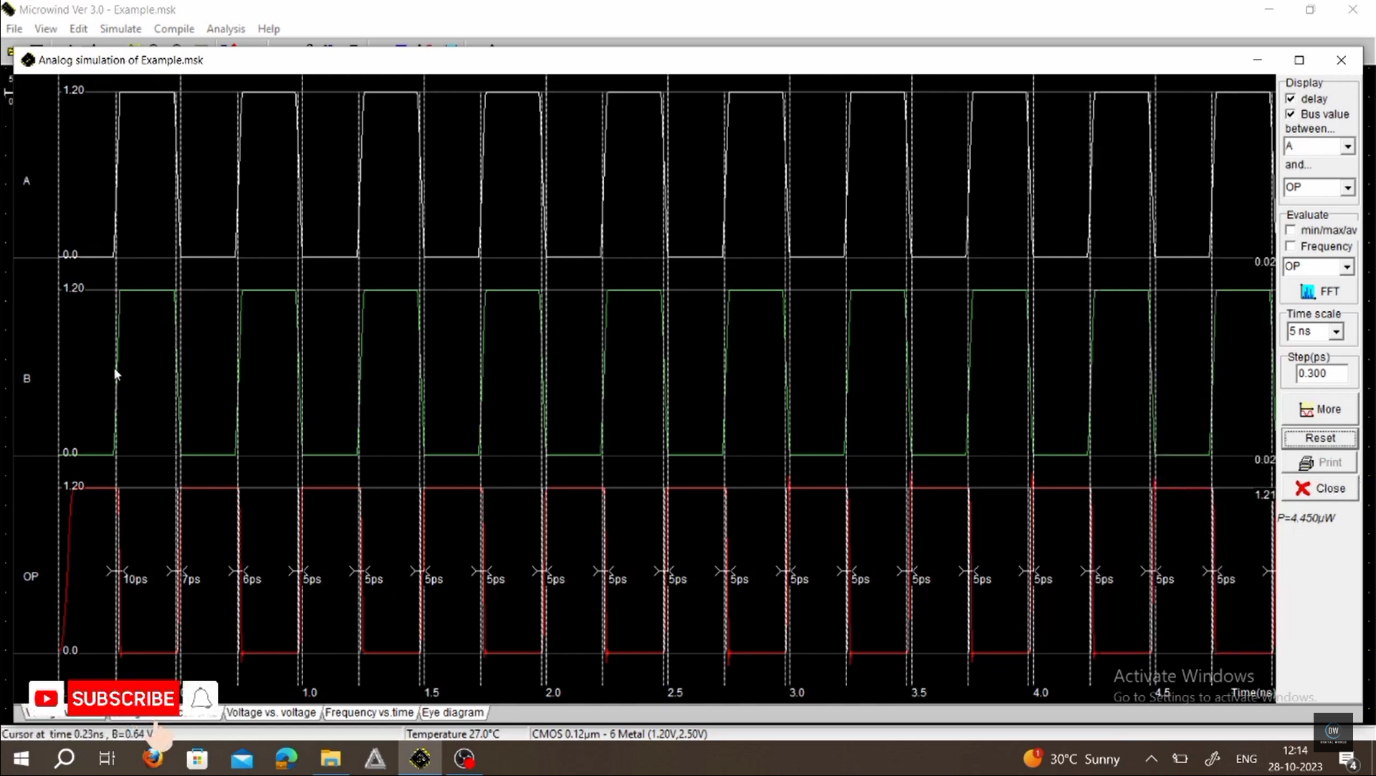 Microwind Ver 3.0 - Example.msk
File View Edit Simulate Compile Analysis Help
Analog simulation of Example.msk
1.20
A
0.0
0.02
1.20
B
0.0
0.02
1.20
1.21
OP
10ps 7ps 6ps 5ps 5ps 5ps 5ps 5ps 5ps 5ps 5ps 5ps 5ps 5ps 5ps 5ps 5ps 5ps 5ps
0.0
1.0 1.5 2.0 2.5 3.0 3.5 4.0 4.5 Time(ns)
Display
delay
Bus value
between...
A
and...
OP
Evaluate
min/max/av
Frequency
OP
FFT
Time scale
5 ns
Step(ps)
0.300
More
Reset
Print
Close
P=4.450µW
Activate Windows
Go to Settings to activate Windows.
SUBSCRIBE
Voltage vs. voltage Frequency vs.time Eye diagram
Cursor at time 0.23ns, B=0.64 V
Temperature 27.0°C
CMOS 0.12µm - 6 Metal (1.20V,2.50V)
DW
1
30°C Sunny
ENG
12:14
28-10-2023
4